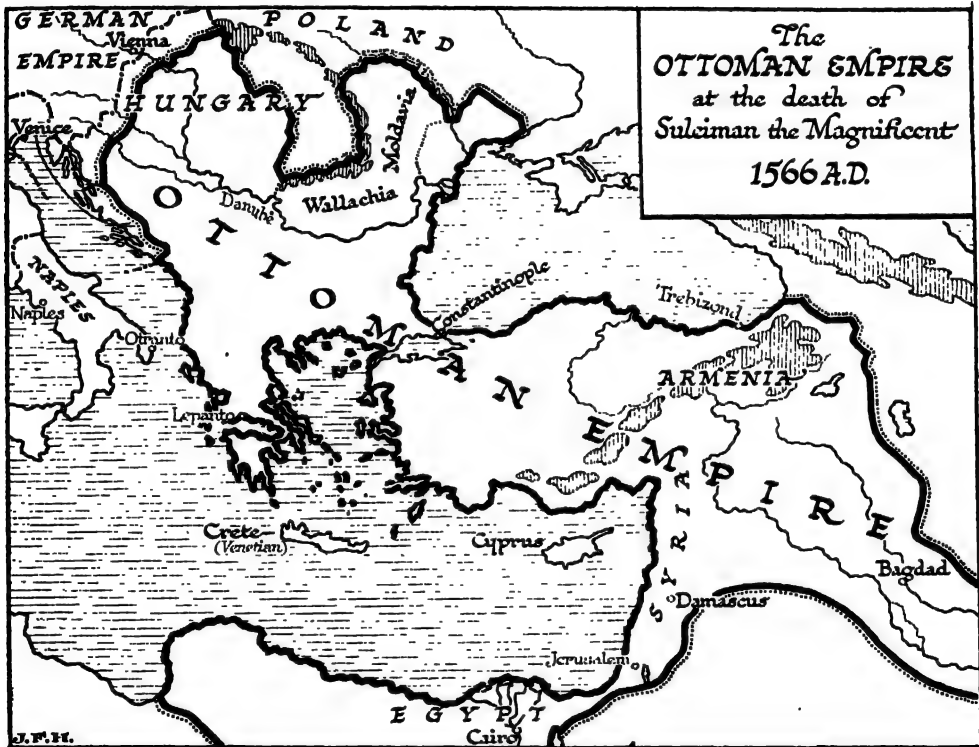 The
OTTOMAN EMPIRE
at the death of
Suleiman the Magnificent
1566 A.D.
GERMAN
EMPIRE
Vienna
POLAND
HUNGARY
Venice
Moldavia
Wallachia
Danube
OTTOMAN EMPIRE
NAPLES
Naples
Otranto
Constantinople
Trebizond
ARMENIA
Lepanto
Crete
(Venetian)
Cyprus
SYRIA
Bagdad
Damascus
Jerusalem
EGYPT
Cairo
J.F.H.